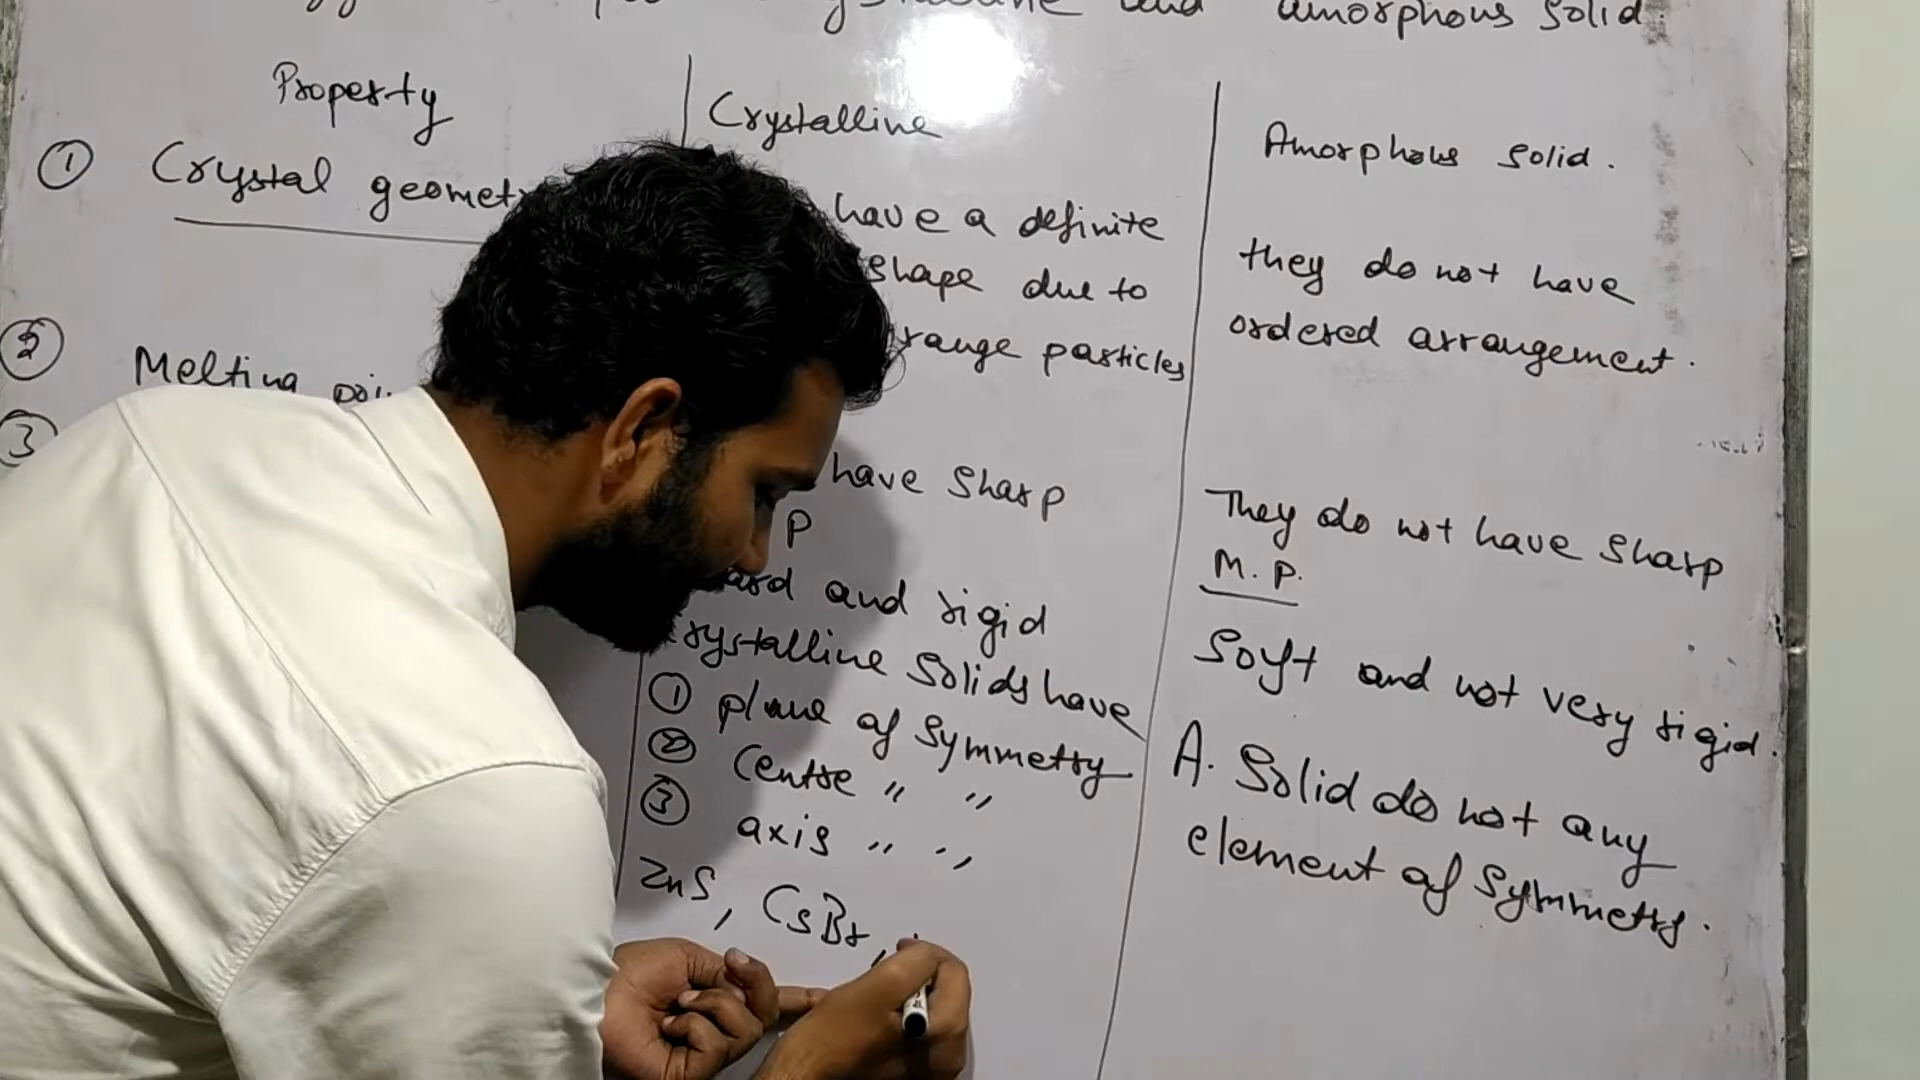 and amorphous solid.
Property
Crystalline
Amorphous solid.
① Crystal
have a definite
shape due to
range particles
they do not have
ordered arrangement.
② Melting
③
have sharp
P
They do not have sharp
M.P.
and rigid
Soft and not very rigid.
Solids have
① plane of Symmetry
② Centre " "
③ axis " "
A. Solid do not any
element of Symmetry.
ZnS, CsBr,